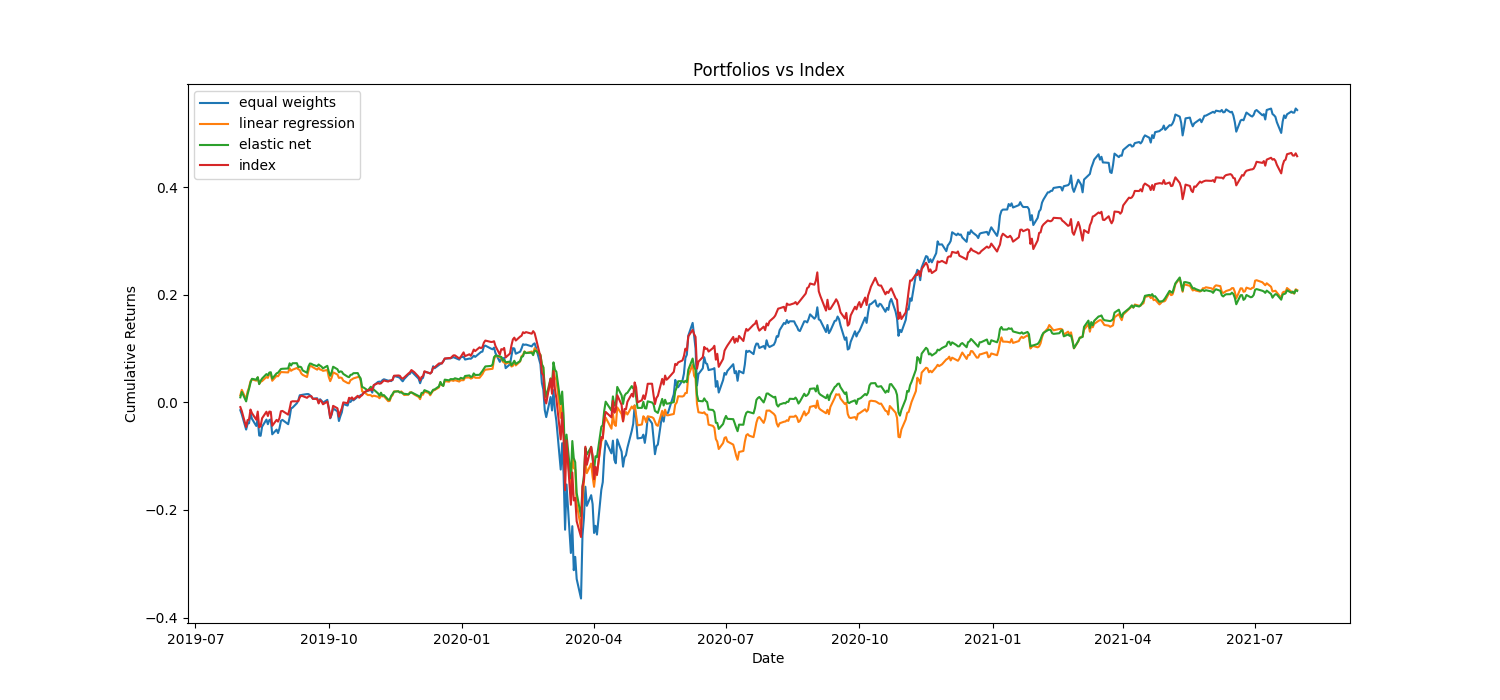 Portfolios vs Index
equal weights
linear regression
elastic net
index
Cumulative Returns
0.4
0.2
0.0
−0.2
−0.4
2019-07
2019-10
2020-01
2020-04
2020-07
2020-10
2021-01
2021-04
2021-07
Date